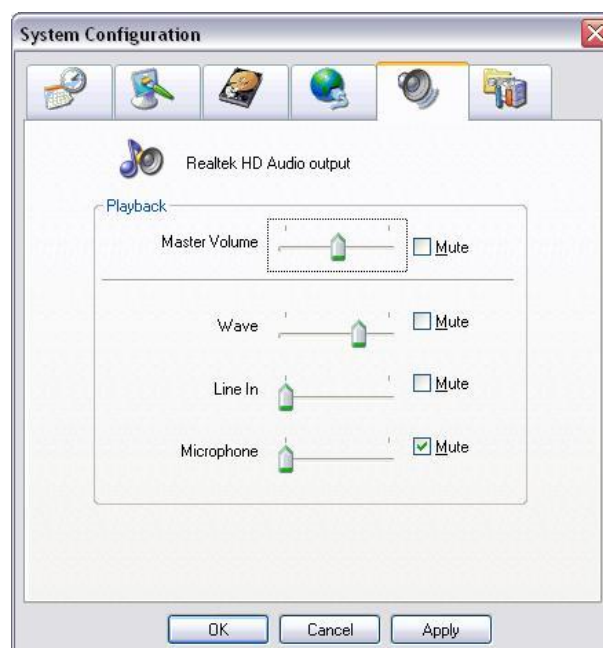 System Configuration
Realtek HD Audio output
Playback
Master Volume
Mute
Wave
Mute
Line In
Mute
Microphone
Mute
OK
Cancel
Apply